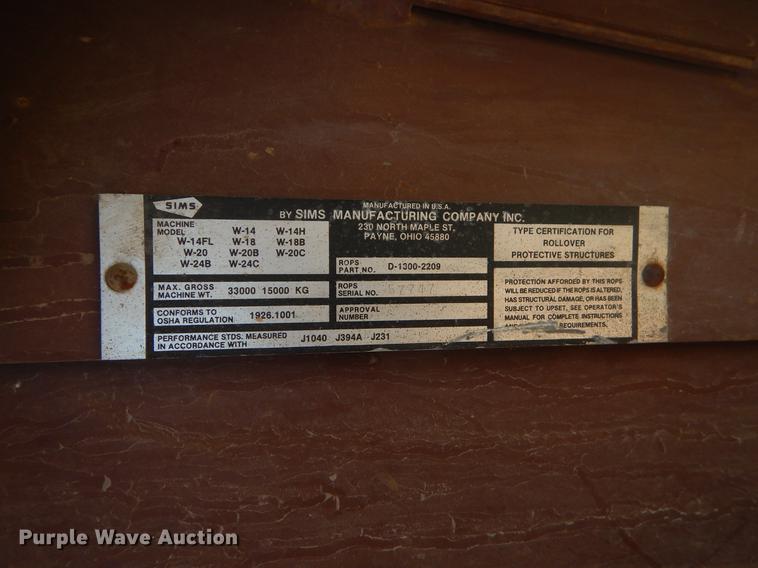 SIMS
MANUFACTURED IN U.S.A.
BY SIMS MANUFACTURING COMPANY INC.
230 NORTH MAPLE ST.
PAYNE, OHIO 45880
MACHINE
MODEL
W-14 W-14H
W-14FL W-18 W-18B
W-20 W-20B W-20C
W-24B W-24C
MAX. GROSS
MACHINE WT. 33000 15000 KG
CONFORMS TO
OSHA REGULATION 1926.1001
PERFORMANCE STDS. MEASURED
IN ACCORDANCE WITH J1040 J394A J231
ROPS
PART NO. D-1300-2209
ROPS
SERIAL NO.
APPROVAL
NUMBER
TYPE CERTIFICATION FOR
ROLLOVER
PROTECTIVE STRUCTURES
PROTECTION AFFORDED BY THIS ROPS
WILL BE REDUCED IF THE ROPS IS ALTERED,
HAS STRUCTURAL DAMAGE, OR HAS BEEN
SUBJECT TO UPSET. SEE OPERATOR'S
MANUAL FOR COMPLETE INSTRUCTIONS
REQUIREMENTS.
Purple Wave Auction